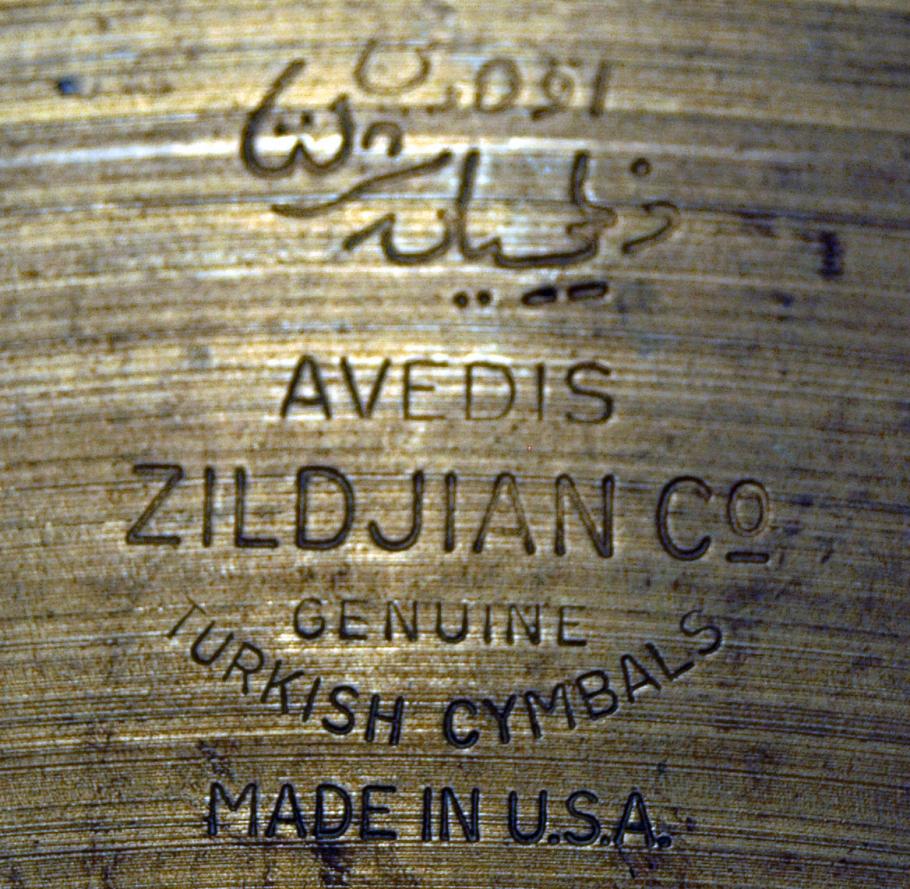 AVEDIS
ZILDJIAN Cº
GENUINE
TURKISH CYMBALS
MADE IN U.S.A.